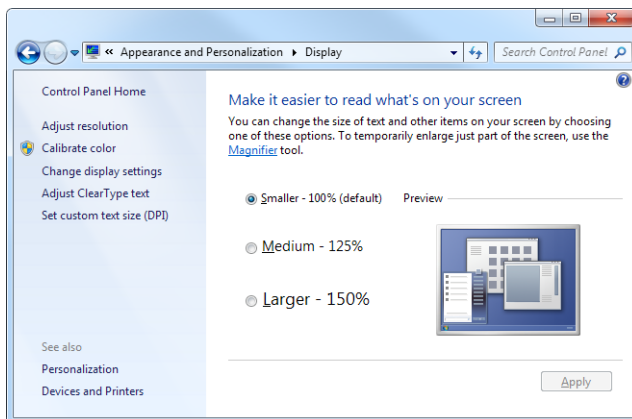 « Appearance and Personalization ▸ Display
Search Control Panel
Control Panel Home
Adjust resolution
Calibrate color
Change display settings
Adjust ClearType text
Set custom text size (DPI)
See also
Personalization
Devices and Printers
Make it easier to read what's on your screen
You can change the size of text and other items on your screen by choosing
one of these options. To temporarily enlarge just part of the screen, use the
Magnifier tool.
Smaller - 100% (default)
Preview
Medium - 125%
Larger - 150%
Apply